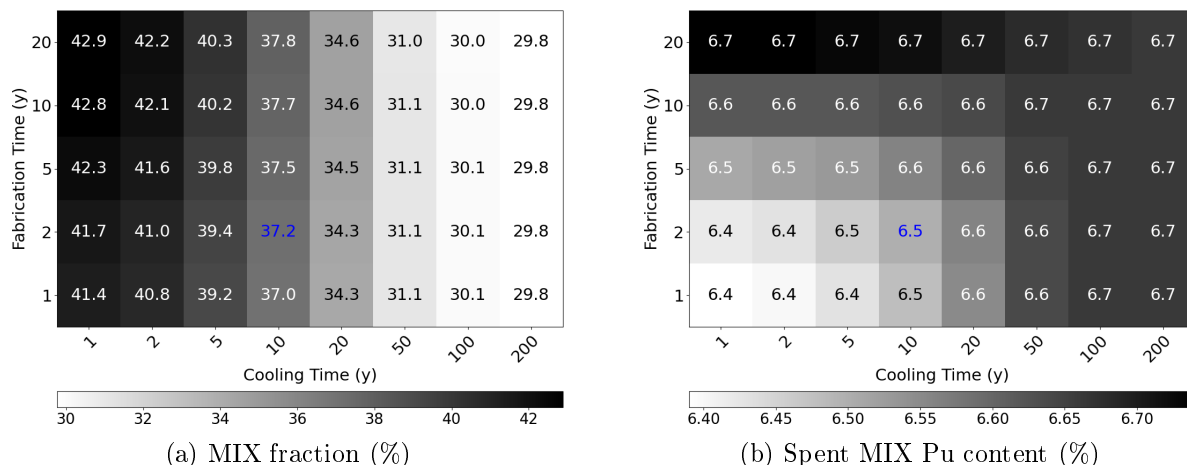 20 42.9 42.2 40.3 37.8 34.6 31.0 30.0 29.8
10 42.8 42.1 40.2 37.7 34.6 31.1 30.0 29.8
5 42.3 41.6 39.8 37.5 34.5 31.1 30.1 29.8
2 41.7 41.0 39.4 37.2 34.3 31.1 30.1 29.8
1 41.4 40.8 39.2 37.0 34.3 31.1 30.1 29.8
Fabrication Time (y)
1 2 5 10 20 50 100 200
Cooling Time (y)
30 32 34 36 38 40 42
(a) MIX fraction (%)
20 6.7 6.7 6.7 6.7 6.7 6.7 6.7 6.7
10 6.6 6.6 6.6 6.6 6.6 6.7 6.7 6.7
5 6.5 6.5 6.5 6.6 6.6 6.6 6.7 6.7
2 6.4 6.4 6.5 6.5 6.6 6.6 6.7 6.7
1 6.4 6.4 6.4 6.5 6.6 6.6 6.7 6.7
Fabrication Time (y)
1 2 5 10 20 50 100 200
Cooling Time (y)
6.40 6.45 6.50 6.55 6.60 6.65 6.70
(b) Spent MIX Pu content (%)